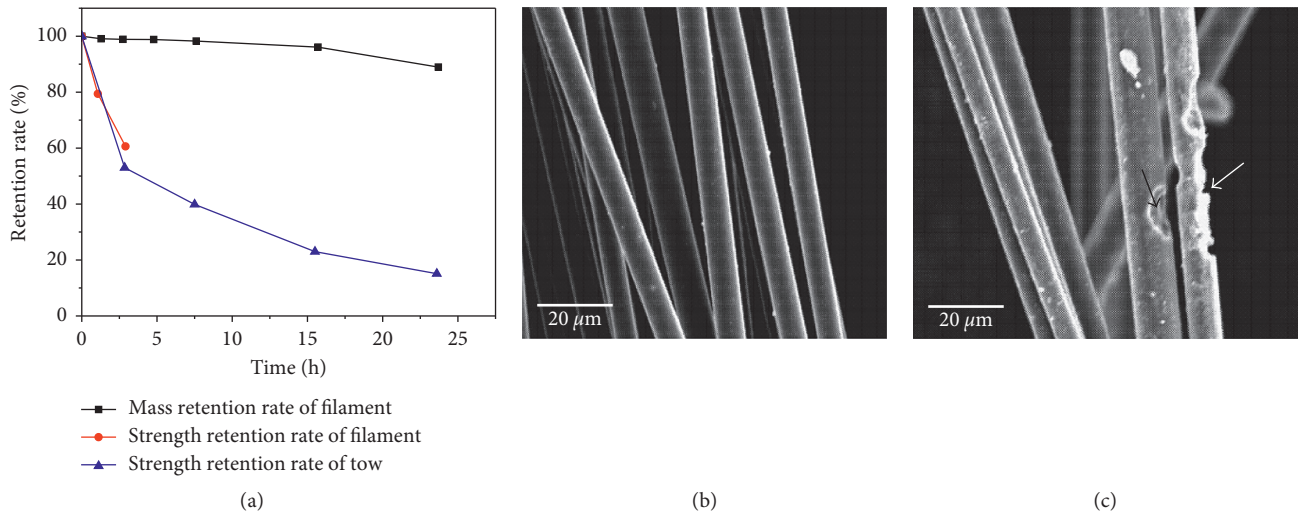 100
80
60
40
20
0
Retention rate (%)
0 5 10 15 20 25
Time (h)
Mass retention rate of filament
Strength retention rate of filament
Strength retention rate of tow
(a)
20 μm
(b)
20 μm
(c)